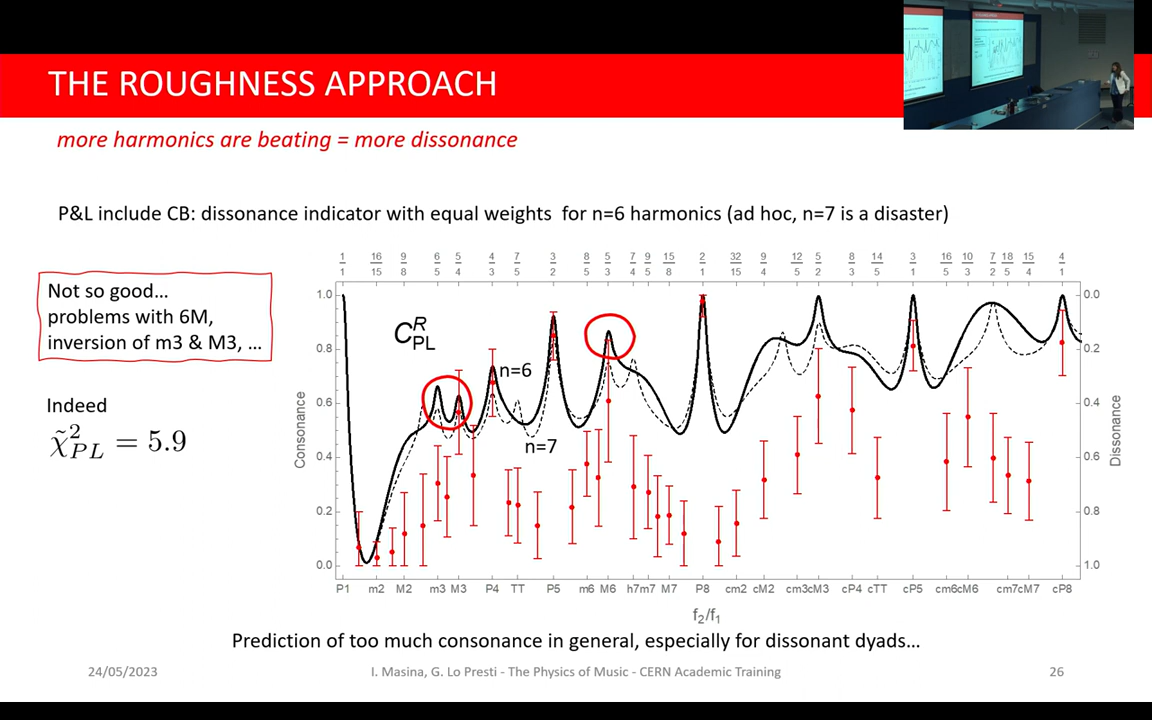 THE ROUGHNESS APPROACH
more harmonics are beating = more dissonance
P&L include CB: dissonance indicator with equal weights for n=6 harmonics (ad hoc, n=7 is a disaster)
Not so good...
problems with 6M,
inversion of m3 & M3, ...
Indeed
χ̃²_PL = 5.9
1/1 16/15 9/8 6/5 5/4 4/3 7/5 3/2 8/5 5/3 7/4 9/5 15/8 2/1 32/15 9/4 12/5 5/2 8/3 14/5 3/1 16/5 10/3 7/2 18/5 15/4 4/1
1.0 0.0
C^R_PL
0.8 0.2
n=6
0.6 0.4
n=7
Consonance
Dissonance
0.4 0.6
0.2 0.8
0.0 1.0
P1 m2 M2 m3 M3 P4 TT P5 m6 M6 h7m7 M7 P8 cm2 cM2 cm3cM3 cP4 cTT cP5 cm6cM6 cm7cM7 cP8
f₂/f₁
Prediction of too much consonance in general, especially for dissonant dyads...
24/05/2023 I. Masina, G. Lo Presti - The Physics of Music - CERN Academic Training 26